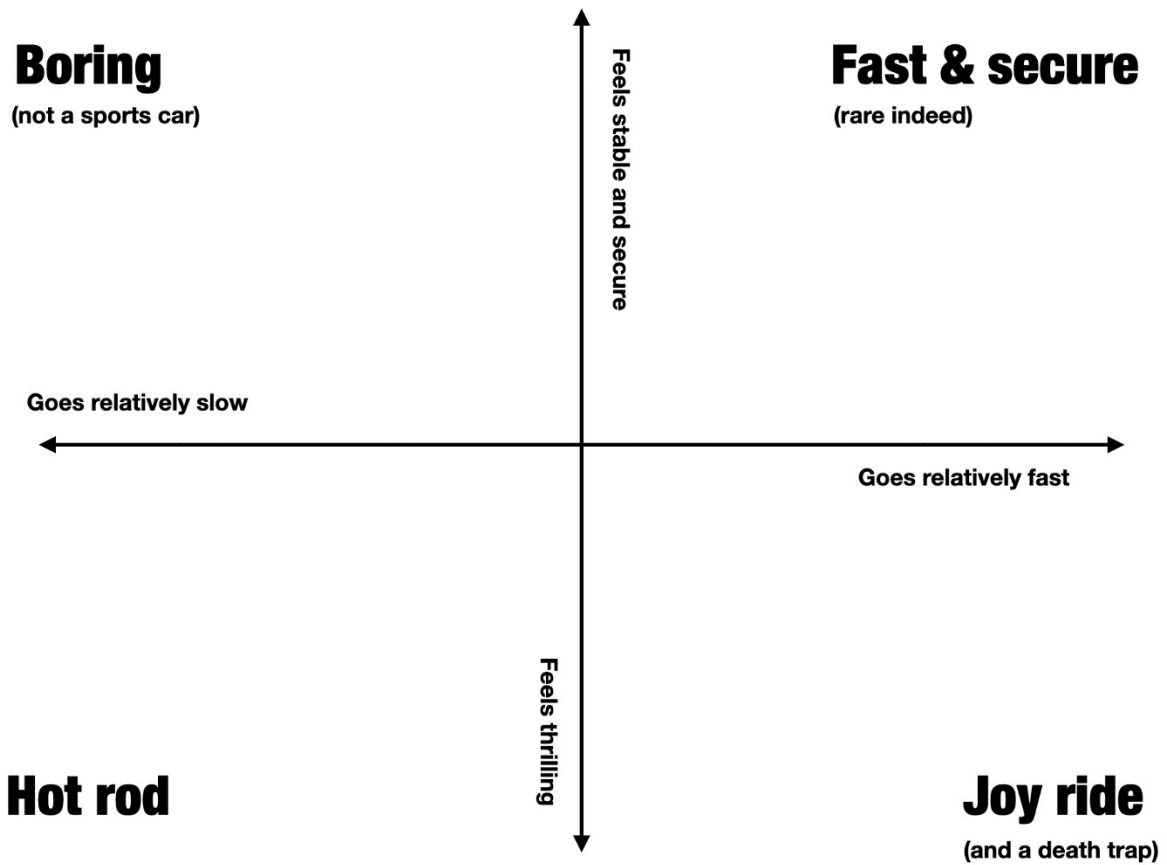 Boring
(not a sports car)
Fast & secure
(rare indeed)
Feels stable and secure
Goes relatively slow
Goes relatively fast
Feels thrilling
Hot rod
Joy ride
(and a death trap)